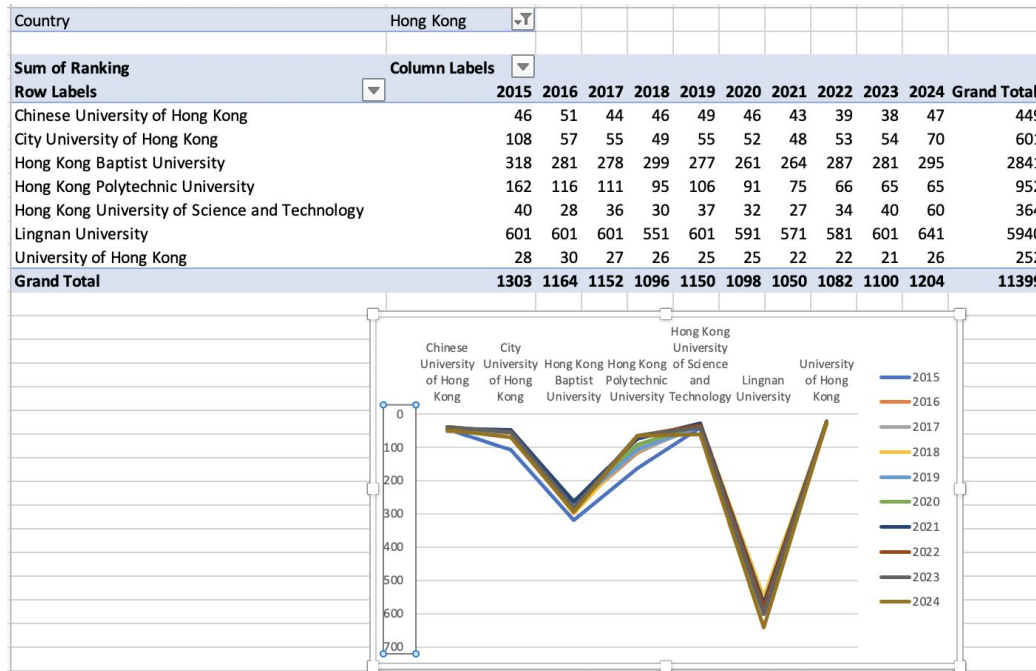 Country Hong Kong
Sum of Ranking Column Labels
Row Labels 2015 2016 2017 2018 2019 2020 2021 2022 2023 2024 Grand Total
Chinese University of Hong Kong 46 51 44 46 49 46 43 39 38 47 449
City University of Hong Kong 108 57 55 49 55 52 48 53 54 70 601
Hong Kong Baptist University 318 281 278 299 277 261 264 287 281 295 2841
Hong Kong Polytechnic University 162 116 111 95 106 91 75 66 65 65 952
Hong Kong University of Science and Technology 40 28 36 30 37 32 27 34 40 60 364
Lingnan University 601 601 601 551 601 591 571 581 601 641 5940
University of Hong Kong 28 30 27 26 25 25 22 22 21 26 252
Grand Total 1303 1164 1152 1096 1150 1098 1050 1082 1100 1204 11399
Chinese
University
of Hong
Kong
City
University
of Hong
Kong
Hong Kong
Baptist
University
Hong Kong
Polytechnic
University
Hong Kong
University
of Science
and
Technology
Lingnan
University
University
of Hong
Kong
0
100
200
300
400
500
600
700
2015
2016
2017
2018
2019
2020
2021
2022
2023
2024